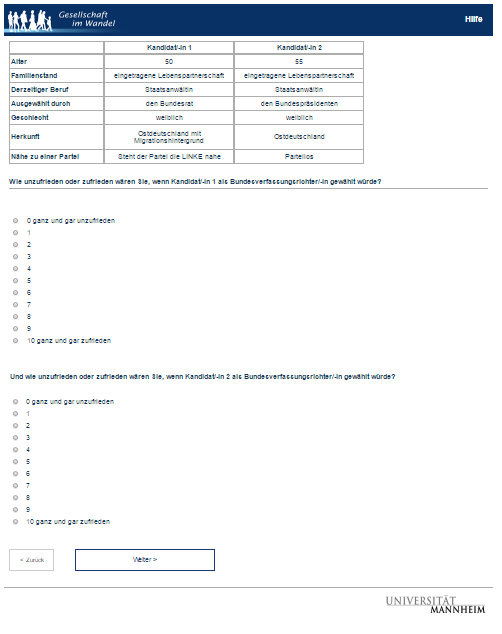 Gesellschaft
im Wandel
Hilfe
Kandidat/-in 1 Kandidat/-in 2
Alter 50 55
Familienstand eingetragene Lebenspartnerschaft eingetragene Lebenspartnerschaft
Derzeitiger Beruf Staatsanwältin Staatsanwältin
Ausgewählt durch den Bundesrat den Bundespräsidenten
Geschlecht weiblich weiblich
Herkunft Ostdeutschland mit Migrationshintergrund Ostdeutschland
Nähe zu einer Partei Steht der Partei die LINKE nahe Parteilos
Wie unzufrieden oder zufrieden wären Sie, wenn Kandidat/-in 1 als Bundesverfassungsrichter/-in gewählt würde?
0 ganz und gar unzufrieden
1
2
3
4
5
6
7
8
9
10 ganz und gar zufrieden
Und wie unzufrieden oder zufrieden wären Sie, wenn Kandidat/-in 2 als Bundesverfassungsrichter/-in gewählt würde?
0 ganz und gar unzufrieden
1
2
3
4
5
6
7
8
9
10 ganz und gar zufrieden
< Zurück Weiter >
UNIVERSITÄT
MANNHEIM